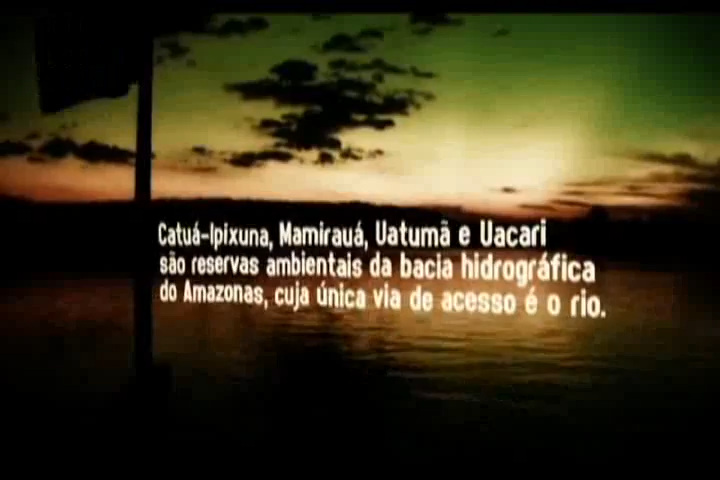 Catuá-Ipixuna, Mamirauá, Uatumã e Uacari
são reservas ambientais da bacia hidrográfica
do Amazonas, cuja única via de acesso é o rio.